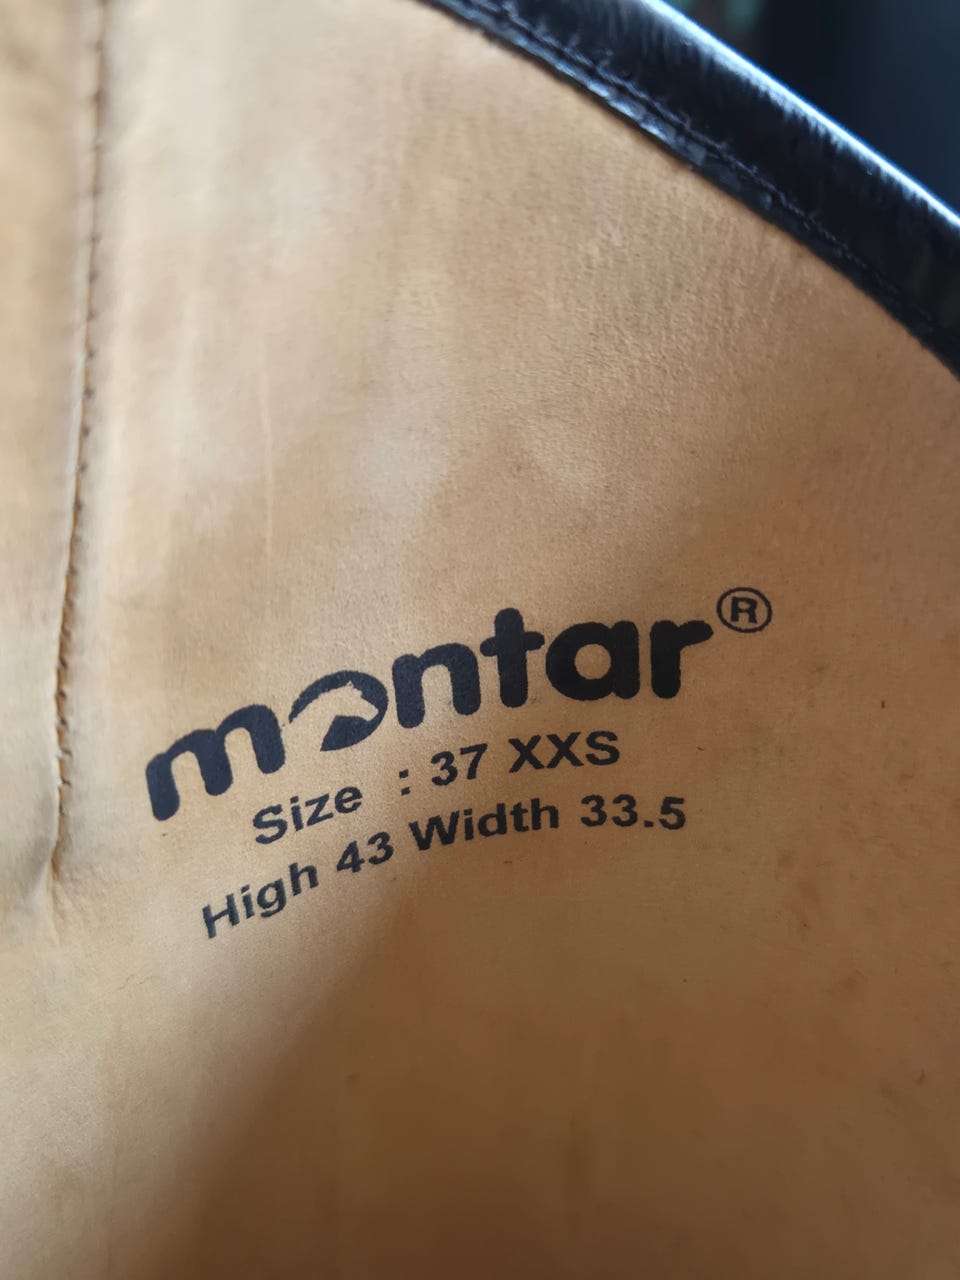 montar®
Size : 37 XXS
High 43 Width 33.5